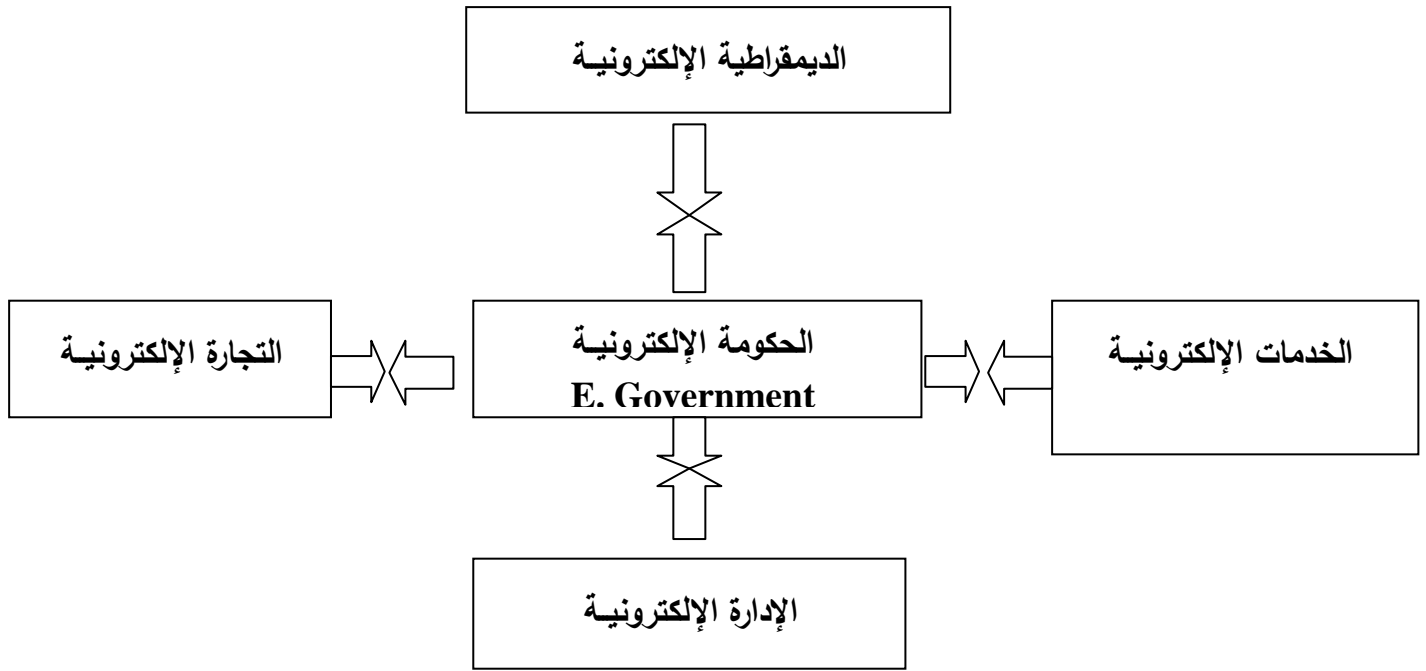 الديمقراطية الإلكترونيـة
الخدمات الإلكترونيـة
الحكومة الإلكترونيـة
E. Government
التجارة الإلكترونيـة
الإدارة الإلكترونيـة